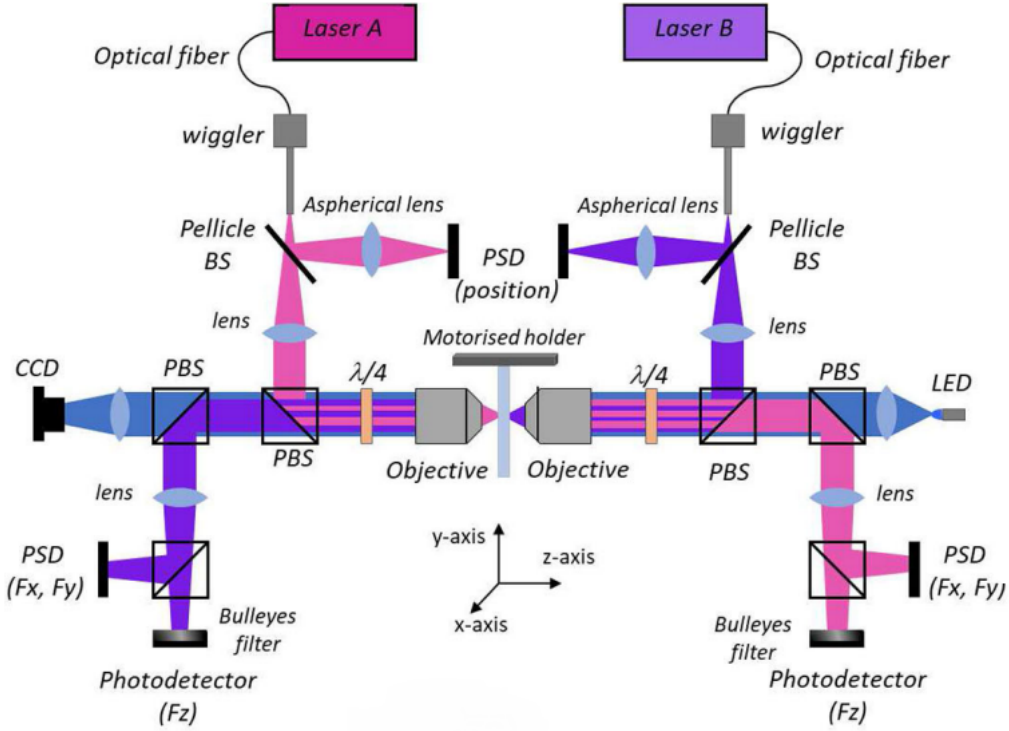 Laser A
Laser B
Optical fiber
Optical fiber
wiggler
wiggler
Aspherical lens
Aspherical lens
Pellicle
BS
PSD
(position)
Pellicle
BS
lens
lens
Motorised holder
CCD
PBS
λ/4
λ/4
PBS
LED
PBS
Objective
Objective
PBS
lens
lens
y-axis
z-axis
x-axis
PSD
(Fx, Fy)
PSD
(Fx, Fy)
Bulleyes
filter
Bulleyes
filter
Photodetector
(Fz)
Photodetector
(Fz)